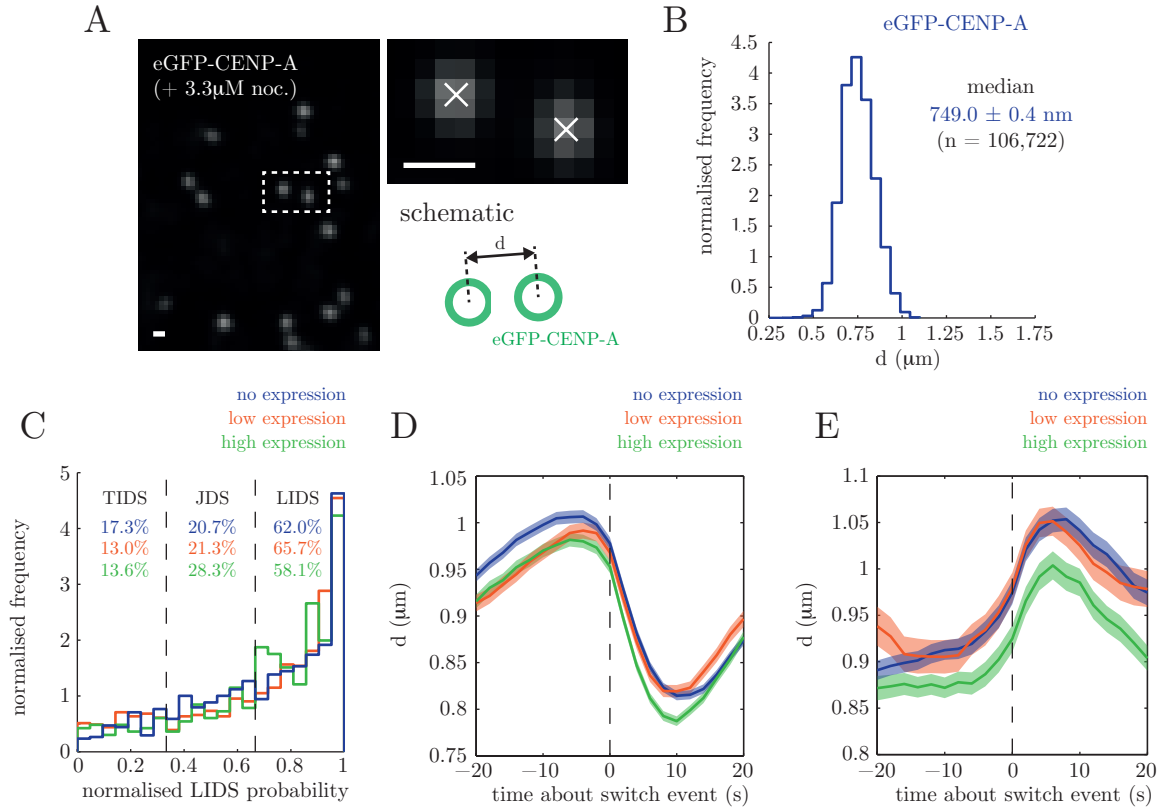 A
eGFP-CENP-A
(+ 3.3μM noc.)
schematic
d
eGFP-CENP-A
B
eGFP-CENP-A
normalised frequency
4.5
4
3.5
3
2.5
2
1.5
1
0.5
0
0.25
0.5
0.75
1
1.25
1.5
1.75
d (μm)
median
749.0 ± 0.4 nm
(n = 106,722)
C
no expression
low expression
high expression
normalised frequency
5
4
3
2
1
0
TIDS JDS LIDS
17.3% 20.7% 62.0%
13.0% 21.3% 65.7%
13.6% 28.3% 58.1%
0 0.2 0.4 0.6 0.8 1
normalised LIDS probability
D
no expression
low expression
high expression
d (μm)
1.05
1
0.95
0.9
0.85
0.8
0.75
−20 −10 0 10 20
time about switch event (s)
E
no expression
low expression
high expression
d (μm)
1.1
1.05
1
0.95
0.9
0.85
0.8
−20 −10 0 10 20
time about switch event (s)